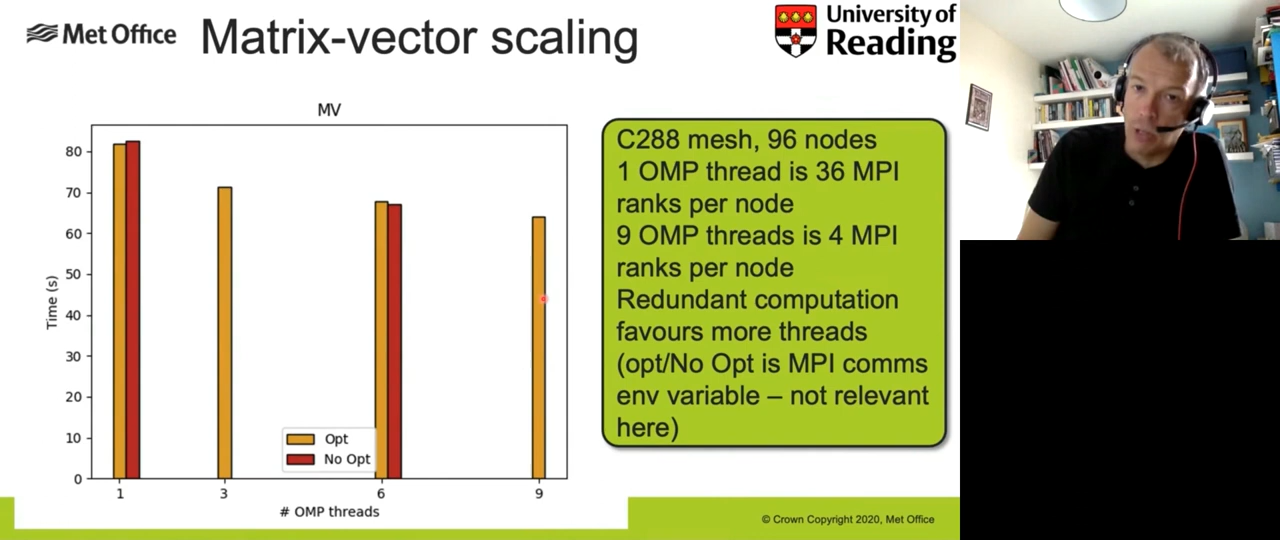 Met Office
Matrix-vector scaling
University of
Reading
MV
80
70
60
50
40
30
20
10
0
Time (s)
Opt
No Opt
1 3 6 9
# OMP threads
C288 mesh, 96 nodes
1 OMP thread is 36 MPI
ranks per node
9 OMP threads is 4 MPI
ranks per node
Redundant computation
favours more threads
(opt/No Opt is MPI comms
env variable – not relevant
here)
© Crown Copyright 2020, Met Office